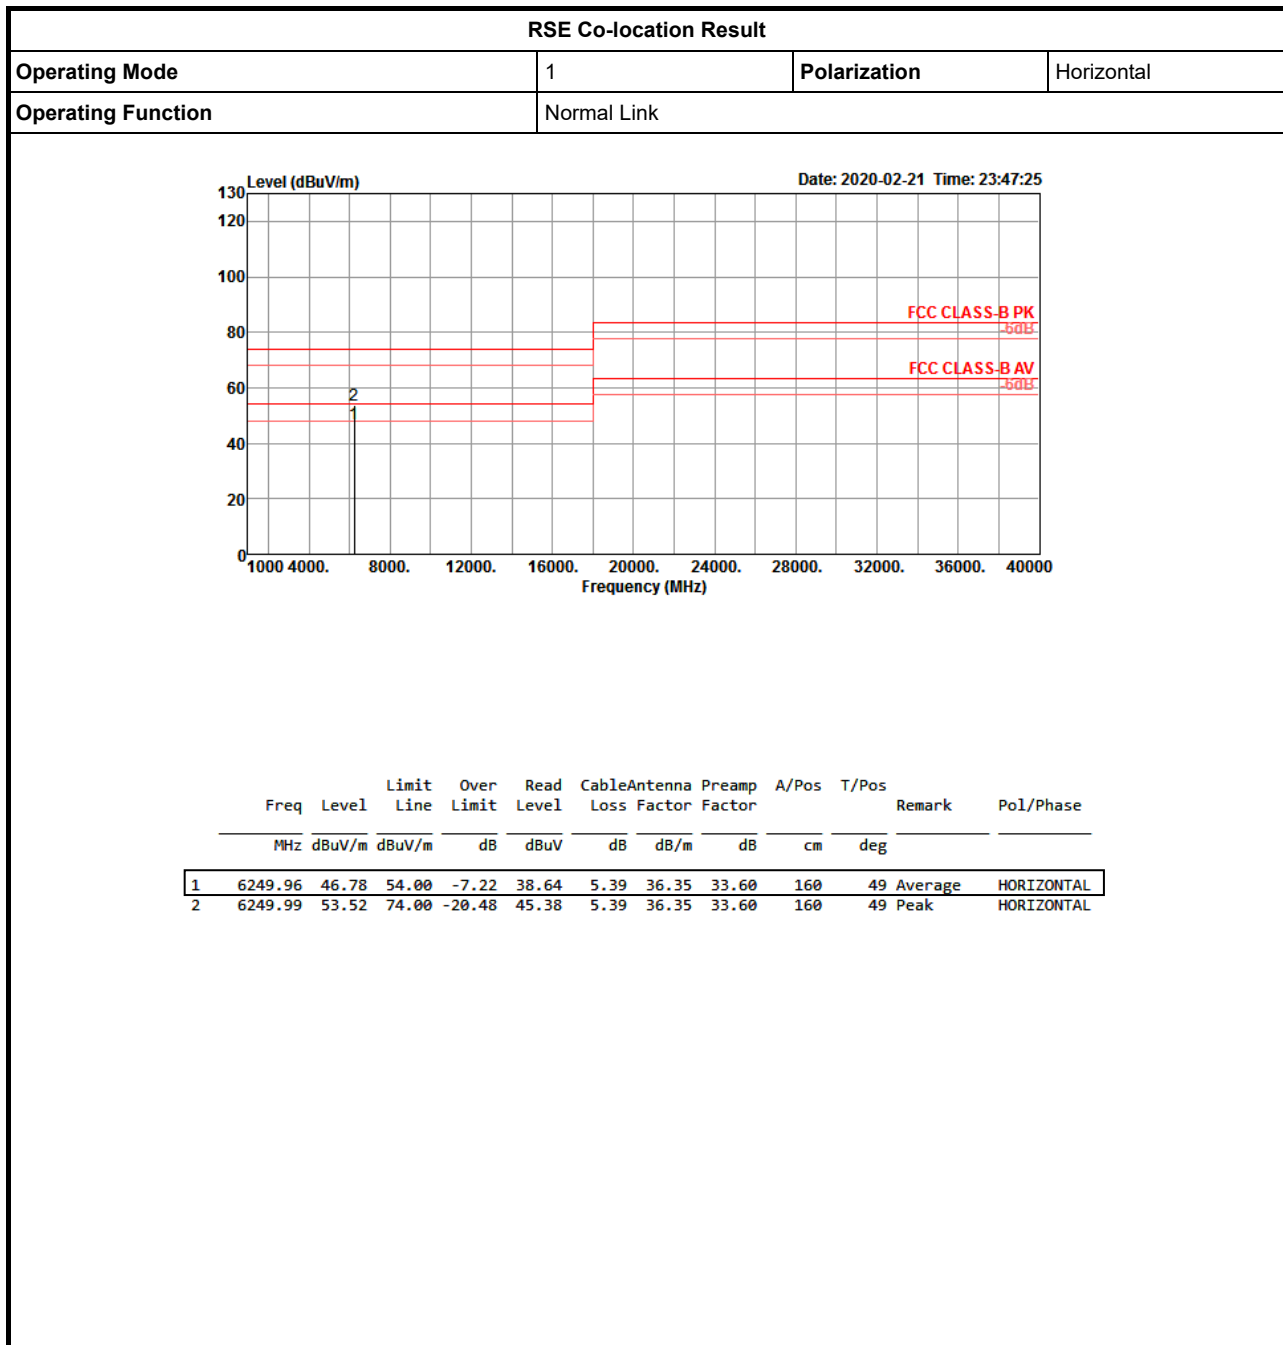 RSE Co-location Result
Operating Mode 1 Polarization Horizontal
Operating Function Normal Link
Level (dBuV/m) Date: 2020-02-21 Time: 23:47:25
130
120
100
FCC CLASS-B PK
80 -6dB
FCC CLASS-B AV
60 -6dB
2
1
40
20
0
1000 4000. 8000. 12000. 16000. 20000. 24000. 28000. 32000. 36000. 40000
Frequency (MHz)
Limit Over Read CableAntenna Preamp A/Pos T/Pos
Freq Level Line Limit Level Loss Factor Factor Remark Pol/Phase
MHz dBuV/m dBuV/m dB dBuV dB dB/m dB cm deg
1 6249.96 46.78 54.00 -7.22 38.64 5.39 36.35 33.60 160 49 Average HORIZONTAL
2 6249.99 53.52 74.00 -20.48 45.38 5.39 36.35 33.60 160 49 Peak HORIZONTAL